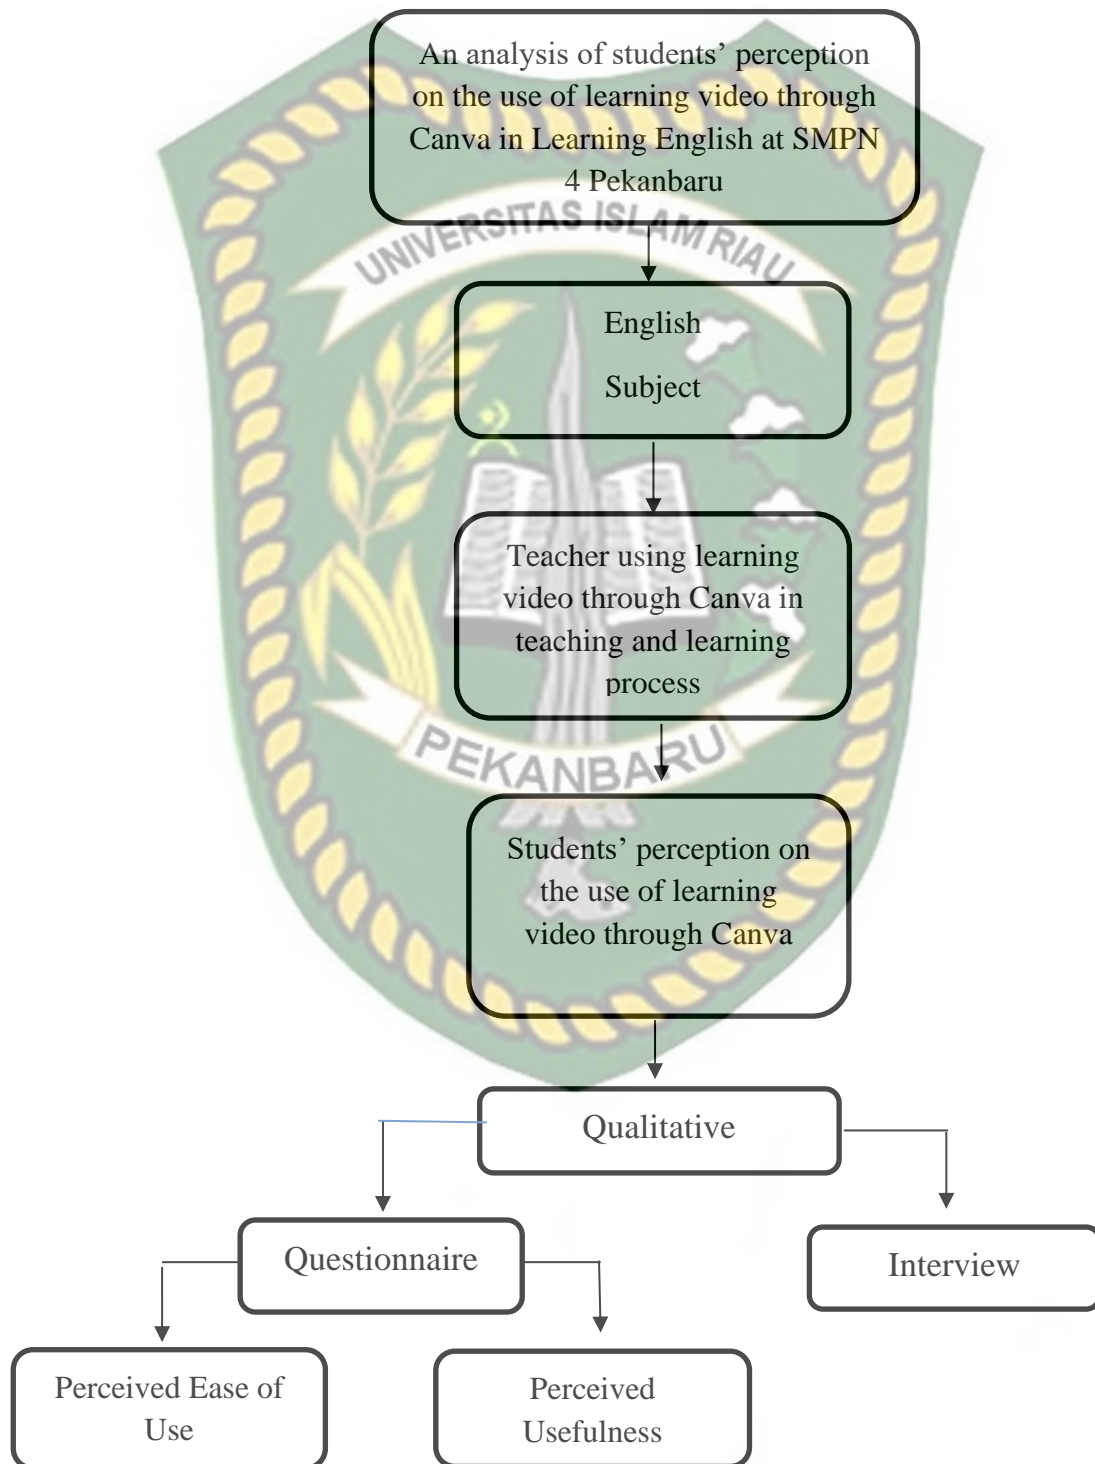 An analysis of students’ perception
on the use of learning video through
Canva in Learning English at SMPN
4 Pekanbaru
UNIVERSITAS ISLAM RIAU
English
Subject
Teacher using learning
video through Canva in
teaching and learning
process
PEKANBARU
Students’ perception on
the use of learning
video through Canva
Qualitative
Questionnaire
Interview
Perceived Ease of
Use
Perceived
Usefulness